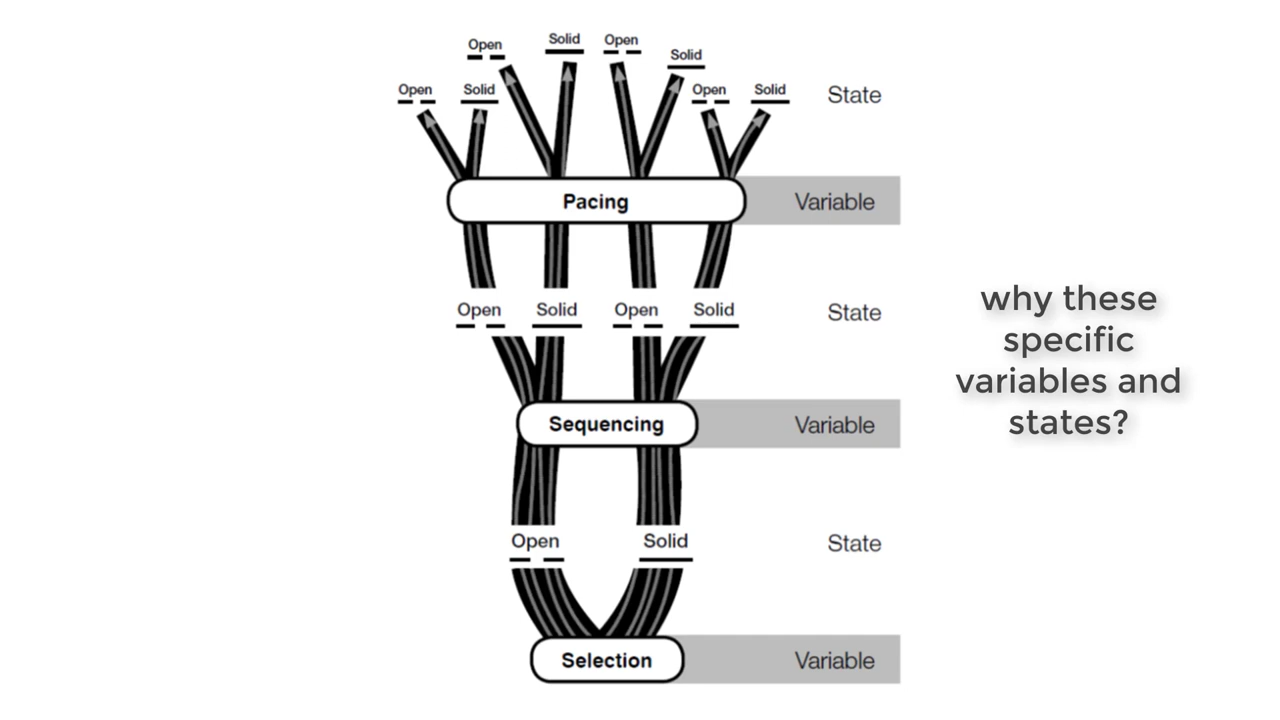 Open Solid Open Solid
Open Solid Open Solid State
Pacing Variable
Open Solid Open Solid State
why these
specific
variables and
states?
Sequencing Variable
Open Solid State
Selection Variable